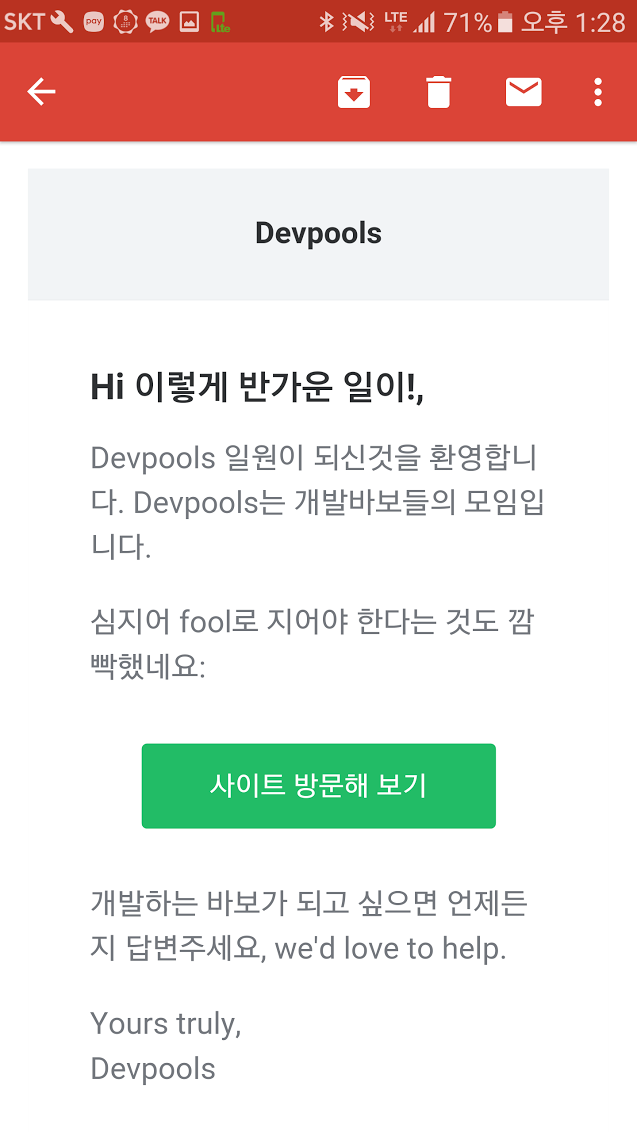 SKT pay TALK LTE 71% 오후 1:28
Devpools
Hi 이렇게 반가운 일이!,
Devpools 일원이 되신것을 환영합니
다. Devpools는 개발바보들의 모임입
니다.
심지어 fool로 지어야 한다는 것도 깜
빡했네요:
사이트 방문해 보기
개발하는 바보가 되고 싶으면 언제든
지 답변주세요, we'd love to help.
Yours truly,
Devpools